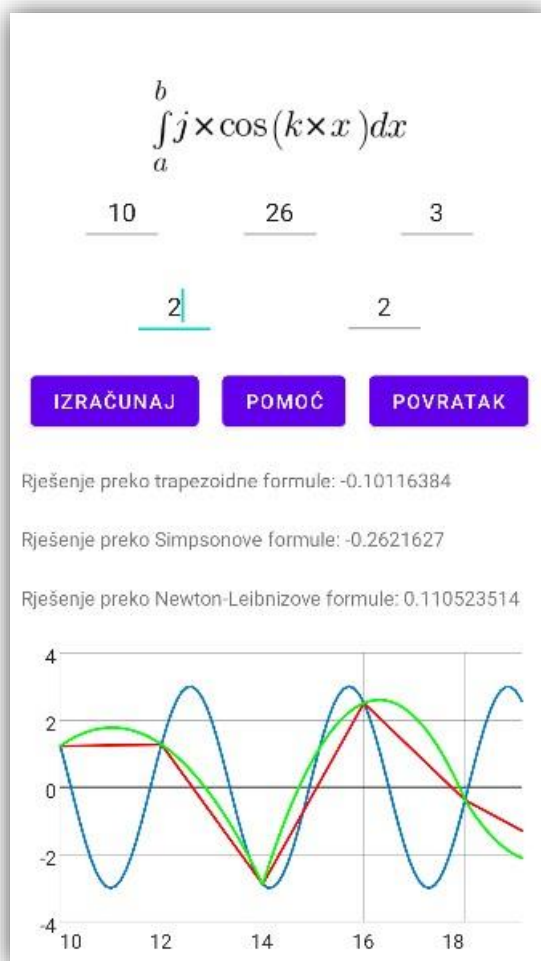 b
∫ j × cos(k × x)dx
a
10 26 3
2 2
IZRAČUNAJ POMOĆ POVRATAK
Rješenje preko trapezoidne formule: -0.10116384
Rješenje preko Simpsonove formule: -0.2621627
Rješenje preko Newton-Leibnizove formule: 0.110523514
4
2
0
-2
-4
10 12 14 16 18